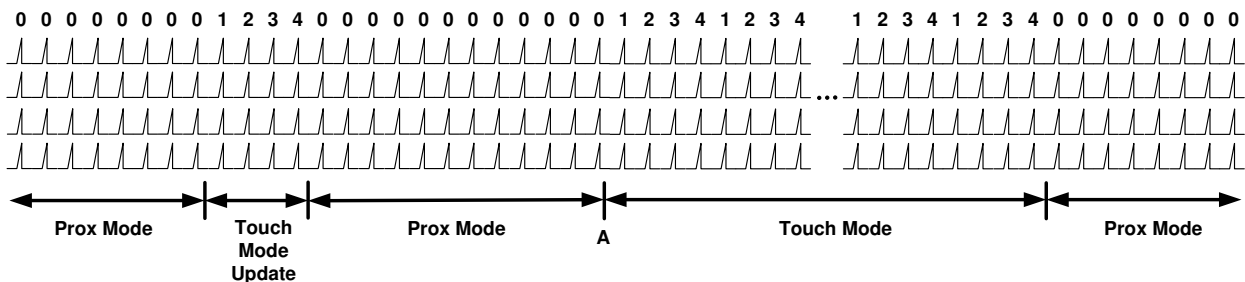 0 0 0 0 0 0 0 0 1 2 3 4 0 0 0 0 0 0 0 0 0 0 0 0 1 2 3 4 1 2 3 4 1 2 3 4 1 2 3 4 0 0 0 0 0 0 0 0
...
Prox Mode
Touch
Mode
Update
Prox Mode
A
Touch Mode
Prox Mode